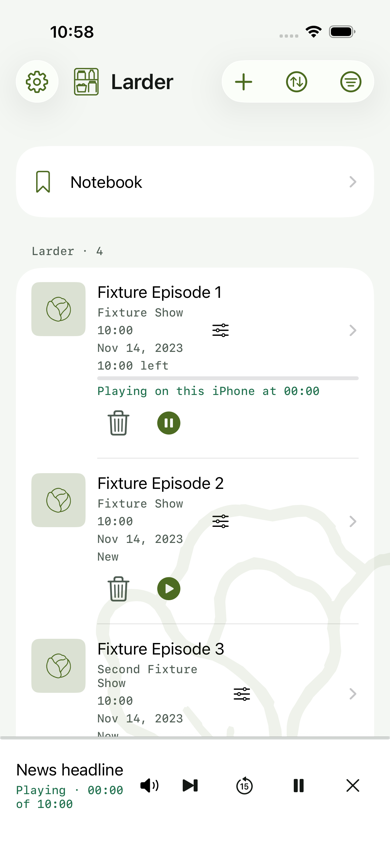 10:58
Larder
Notebook
Larder · 4
Fixture Episode 1
Fixture Show
10:00
Nov 14, 2023
10:00 left
Playing on this iPhone at 00:00
Fixture Episode 2
Fixture Show
10:00
Nov 14, 2023
New
Fixture Episode 3
Second Fixture
Show
10:00
Nov 14, 2023
New
News headline
Playing · 00:00
of 10:00
15